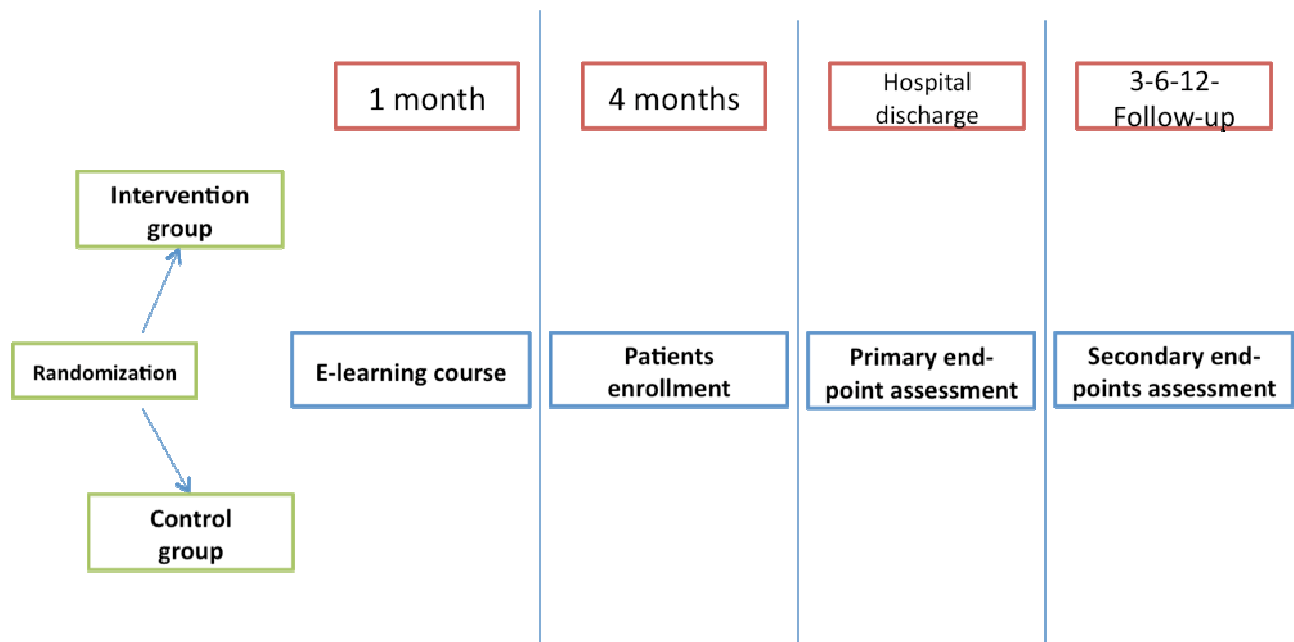 1 month
4 months
Hospital
discharge
3-6-12-
Follow-up
Intervention
group
Randomization
E-learning course
Patients
enrollment
Primary end-
point assessment
Secondary end-
points assessment
Control
group